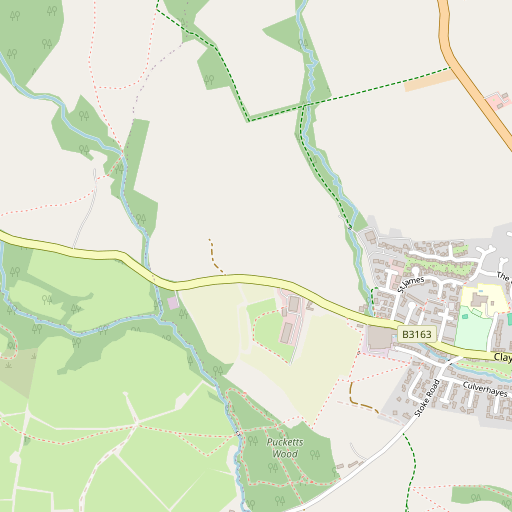 The
St James
B3163
Clay
Culverhayes
Stoke Road
Pucketts
Wood